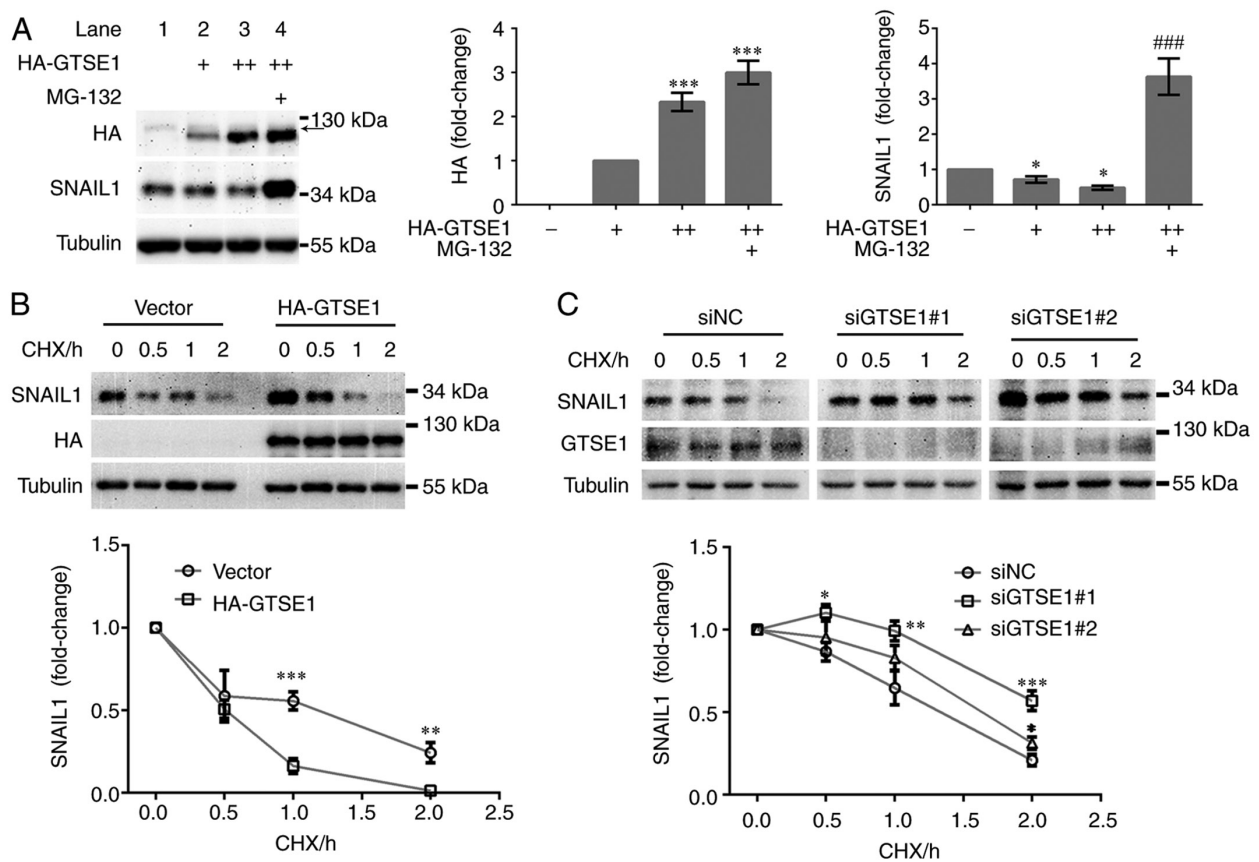 A
Lane 1 2 3 4
HA-GTSE1 + ++ ++
MG-132 +
HA
130 kDa
SNAIL1
34 kDa
Tubulin
55 kDa
HA (fold-change)
4
3
2
1
0
***
***
HA-GTSE1 – + ++ ++
MG-132 +
SNAIL1 (fold-change)
6
5
4
2
1
0
*
*
###
HA-GTSE1 – + ++ ++
MG-132 +
B
Vector HA-GTSE1
CHX/h 0 0.5 1 2 0 0.5 1 2
SNAIL1
34 kDa
130 kDa
HA
Tubulin
55 kDa
SNAIL1 (fold-change)
1.5
1.0
0.5
0.0
Vector
HA-GTSE1
***
**
0.0 0.5 1.0 1.5 2.0 2.5
CHX/h
C
siNC siGTSE1#1 siGTSE1#2
CHX/h 0 0.5 1 2 0 0.5 1 2 0 0.5 1 2
SNAIL1
34 kDa
GTSE1
130 kDa
Tubulin
55 kDa
SNAIL1 (fold-change)
1.5
1.0
0.5
0.0
siNC
siGTSE1#1
siGTSE1#2
*
**
***
*
0.0 0.5 1.0 1.5 2.0 2.5
CHX/h